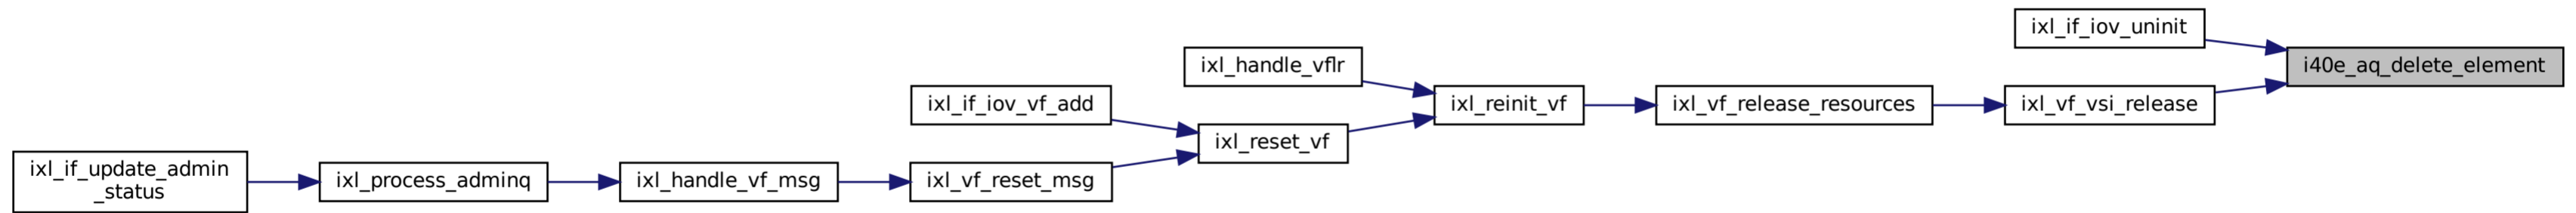 ixl_if_iov_uninit
ixl_handle_vflr
i40e_aq_delete_element
ixl_if_iov_vf_add
ixl_reinit_vf
ixl_vf_release_resources
ixl_vf_vsi_release
ixl_reset_vf
ixl_if_update_admin
_status
ixl_process_adminq
ixl_handle_vf_msg
ixl_vf_reset_msg